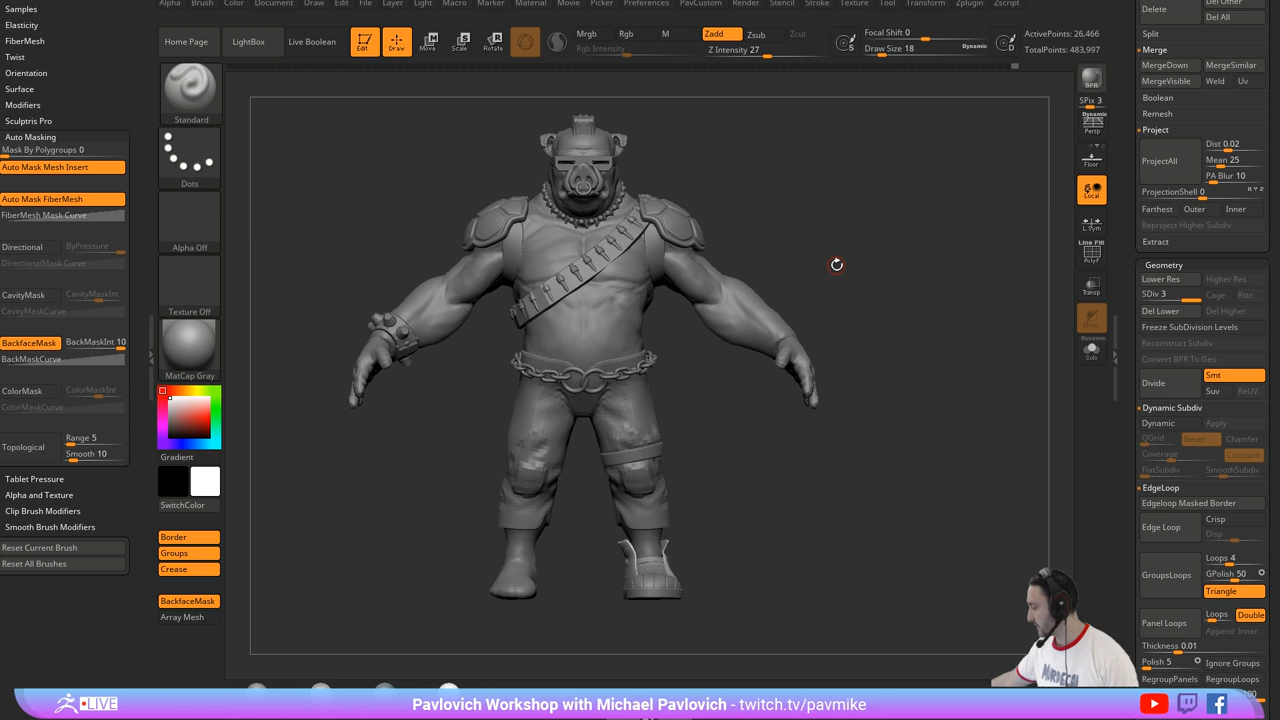 Alpha Brush Color Document Draw Edit File Layer Light Macro Marker Material Movie Picker Preferences PavCustom Render Stencil Stroke Texture Tool Transform Zplugin Zscript
Samples
Elasticity
FiberMesh
Twist
Orientation
Surface
Modifiers
Sculptris Pro
Auto Masking
Mask By Polygroups 0
Auto Mask Mesh Insert
Auto Mask FiberMesh
FiberMesh Mask Curve
Directional ByPressure
DirectionalMask Curve
CavityMask CavityMaskInt
CavityMaskCurve
BackfaceMask BackMaskInt 10
BackMaskCurve
ColorMask ColorMaskInt
ColorMaskCurve
Topological Range 5
Smooth 10
Tablet Pressure
Alpha and Texture
Clip Brush Modifiers
Smooth Brush Modifiers
Reset Current Brush
Reset All Brushes
Home Page LightBox Live Boolean
Edit Draw Move Scale Rotate
Mrgb Rgb M
Rgb Intensity
Zadd Zsub Zcut
Z Intensity 27
S
Focal Shift 0
Draw Size 18 Dynamic
D
ActivePoints: 26,466
TotalPoints: 483,997
Standard
Dots
Alpha Off
Texture Off
MatCap Gray
Gradient
SwitchColor
Border
Groups
Crease
BackfaceMask
Array Mesh
BPR
SPix 3
Dynamic
Persp
Floor
Local
L.Sym
Line Fill
PolyF
Transp
Ghost
Dynamic
Solo
Delete Del Other
Del All
Split
Merge
MergeDown MergeSimilar
MergeVisible Weld Uv
Boolean
Remesh
Project
ProjectAll Dist 0.02
Mean 25
PA Blur 10
ProjectionShell 0
Farthest Outer Inner
Reproject Higher Subdiv
Extract
Geometry
Lower Res Higher Res
SDiv 3 Cage Rstr
Del Lower Del Higher
Freeze SubDivision Levels
Reconstruct Subdiv
Convert BPR To Geo
Divide Smt
Suv ReUV
Dynamic Subdiv
Dynamic Apply
QGrid Bevel Chamfer
Coverage Constant
FlatSubdiv SmoothSubdiv
EdgeLoop
Edgeloop Masked Border
Edge Loop Crisp
Disp
GroupsLoops Loops 4
GPolish 50
Triangle
Panel Loops Loops Double
Append Inner
Thickness 0.01
Polish 5 Ignore Groups
RegroupPanels RegroupLoops
LIVE
Pavlovich Workshop with Michael Pavlovich - twitch.tv/pavmike